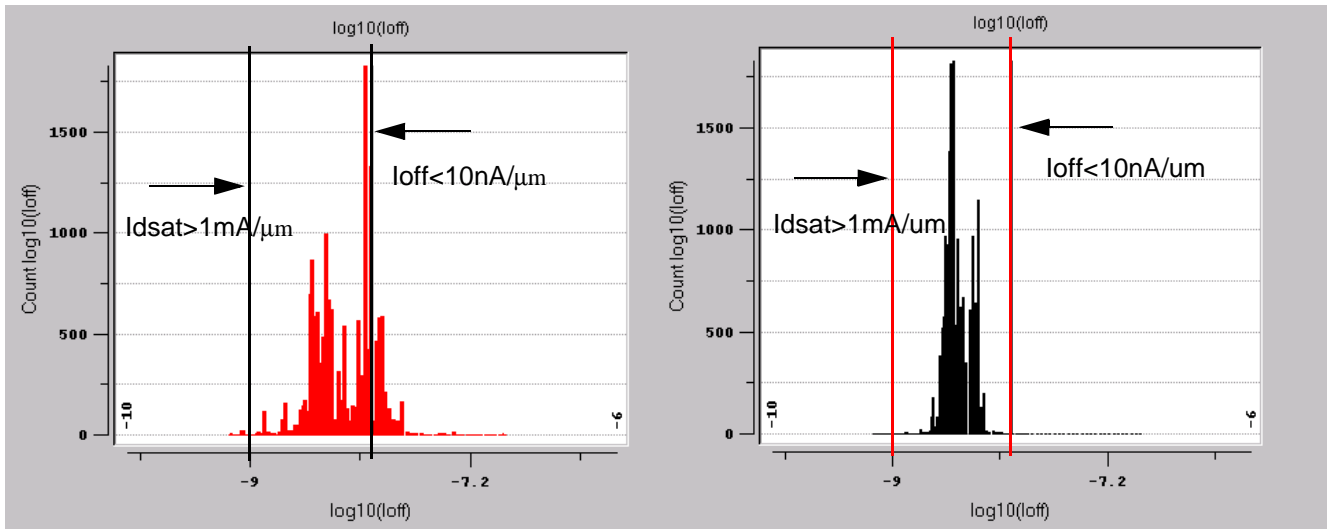 log10(Ioff)
1500
1000
500
0
Count log10(Ioff)
Ioff<10nA/μm
Idsat>1mA/μm
-10
-6
-9
-7.2
log10(Ioff)
log10(Ioff)
1500
1000
500
0
Count log10(Ioff)
Ioff<10nA/um
Idsat>1mA/um
-10
-6
-9
-7.2
log10(Ioff)